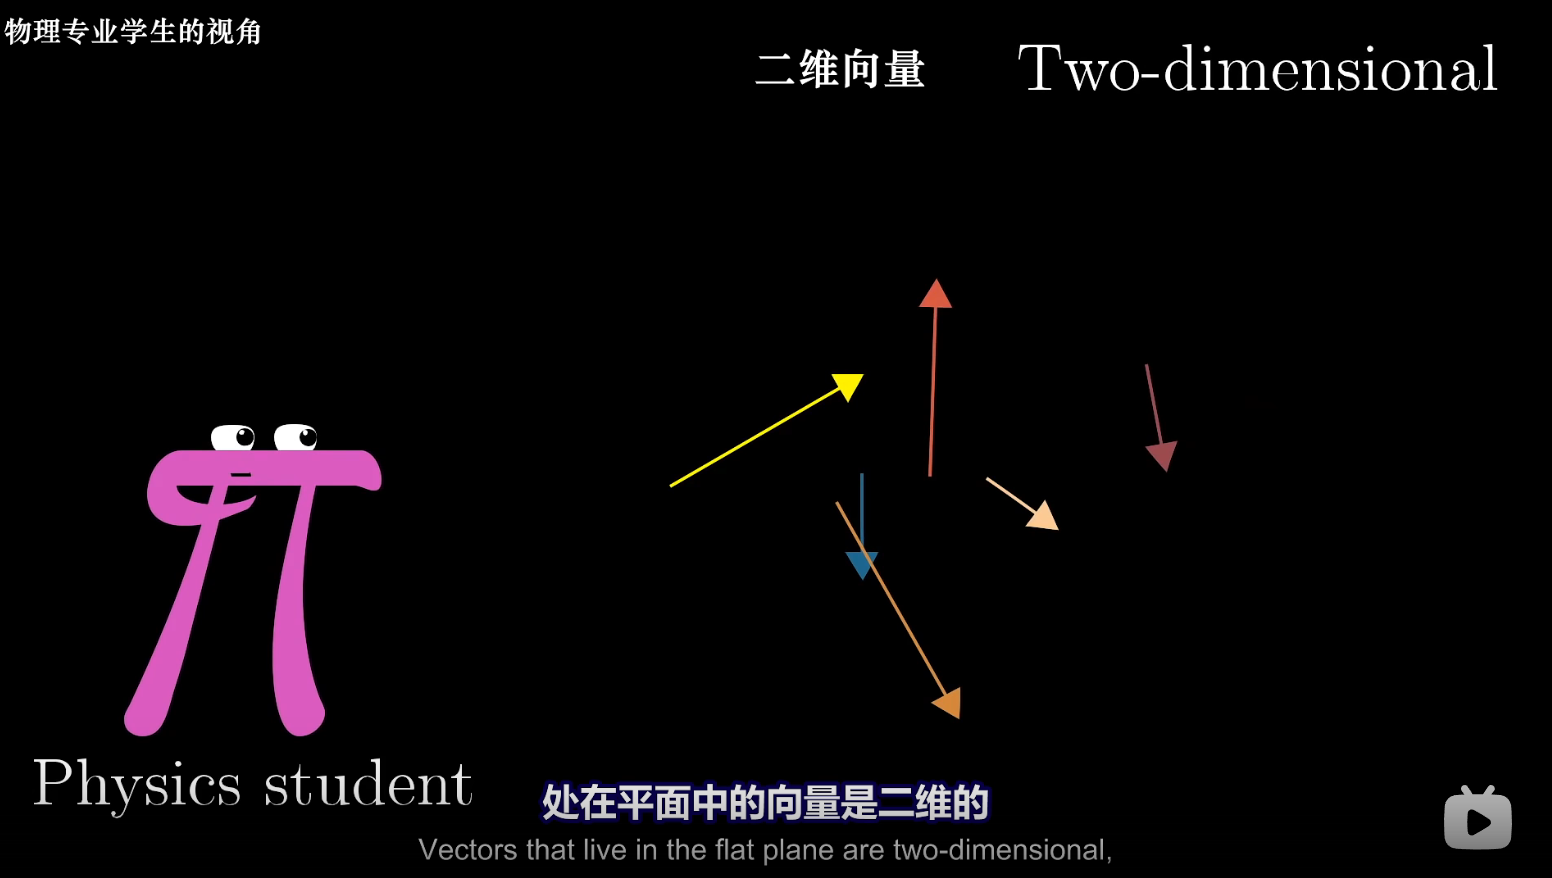 物理专业学生的视角
二维向量 Two-dimensional
Physics student
处在平面中的向量是二维的
Vectors that live in the flat plane are two-dimensional,